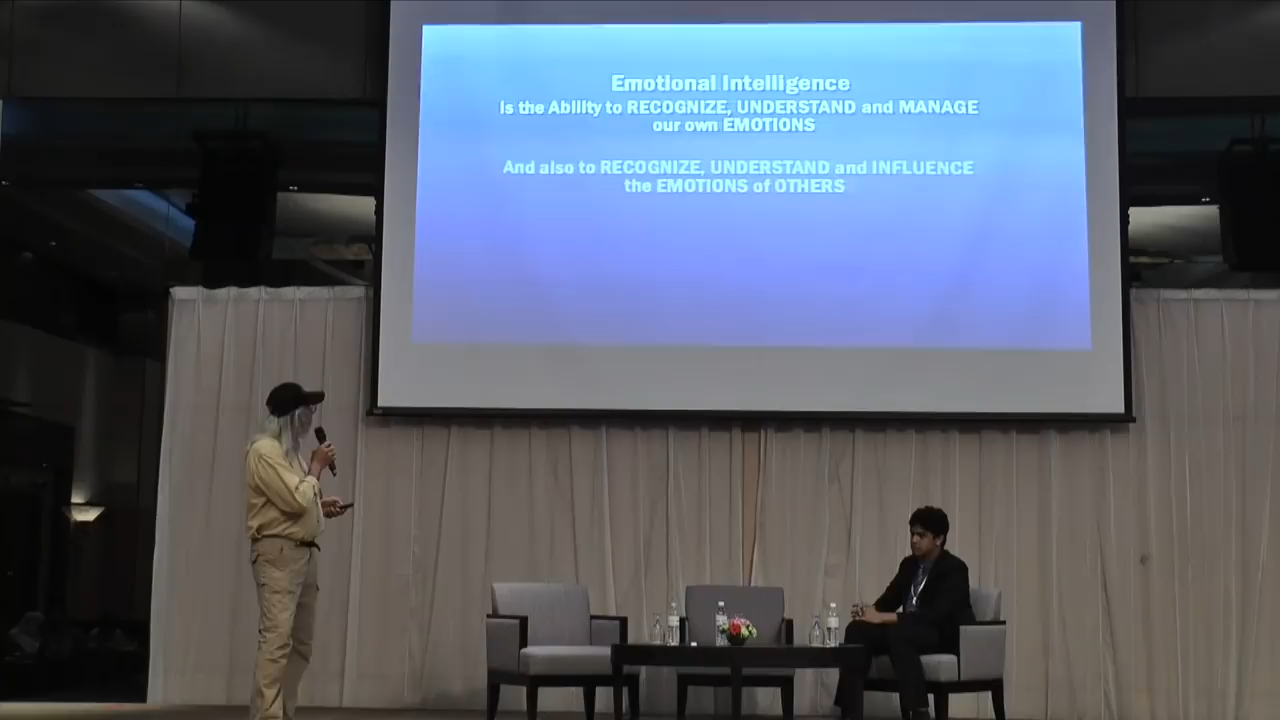 Emotional Intelligence
Is the Ability to RECOGNIZE, UNDERSTAND and MANAGE
our own EMOTIONS
And also to RECOGNIZE, UNDERSTAND and INFLUENCE
the EMOTIONS of OTHERS